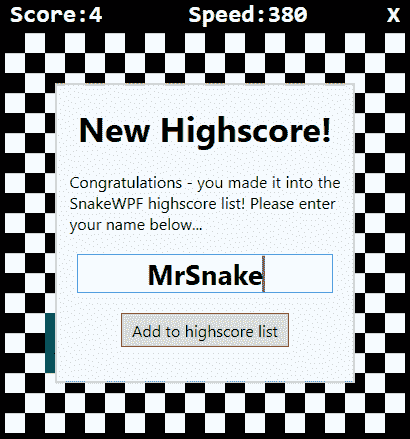 Score:4 Speed:380 X
New Highscore!
Congratulations - you made it into the
SnakeWPF highscore list! Please enter
your name below...
MrSnake
Add to highscore list